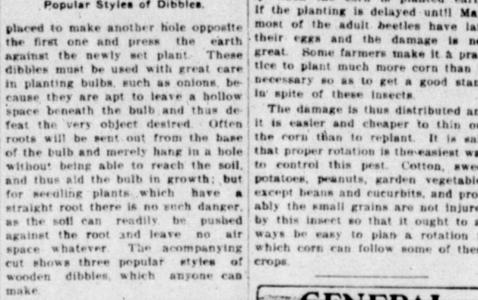 Popular Styles of Dibbles.
placed to make another hole opposite
the first one and press the earth
against the newly set plant. These
dibbles must be used with great care
in planting bulbs, such as onions, be-
cause they are apt to leave a hollow
space beneath the bulb and thus de-
feat the very object desired. Often
roots will be sent out from the base
of the bulb and merely hang in a hole
without being able to reach the soil,
and thus aid the bulb in growth; but
for seedling plants which have a
straight root there is no such danger,
as the soil can readily be pushed
against the root and leave no air
space whatever. The acompanying
cut shows three popular styles of
wooden dibbles, which anyone can
make.
if the planting is delayed until Ma
most of the adult beetles have la
their eggs and the damage is n
great. Some farmers make it a pra
tice to plant much more corn than
necessary so as to get a good stan
in spite of these insects.
The damage is thus distributed an
it is easier and cheaper to thin ou
the corn than to replant. It is sa
that proper rotation is the easiest wa
to control this pest. Cotton, swe
potatoes, peanuts, garden vegetabl
except beans and cucurbits, and pro
ably the small grains are not injure
by this insect so that it ought to a
ways be easy to plan a rotation
which corn can follow some of thes
crops.
GENERAL